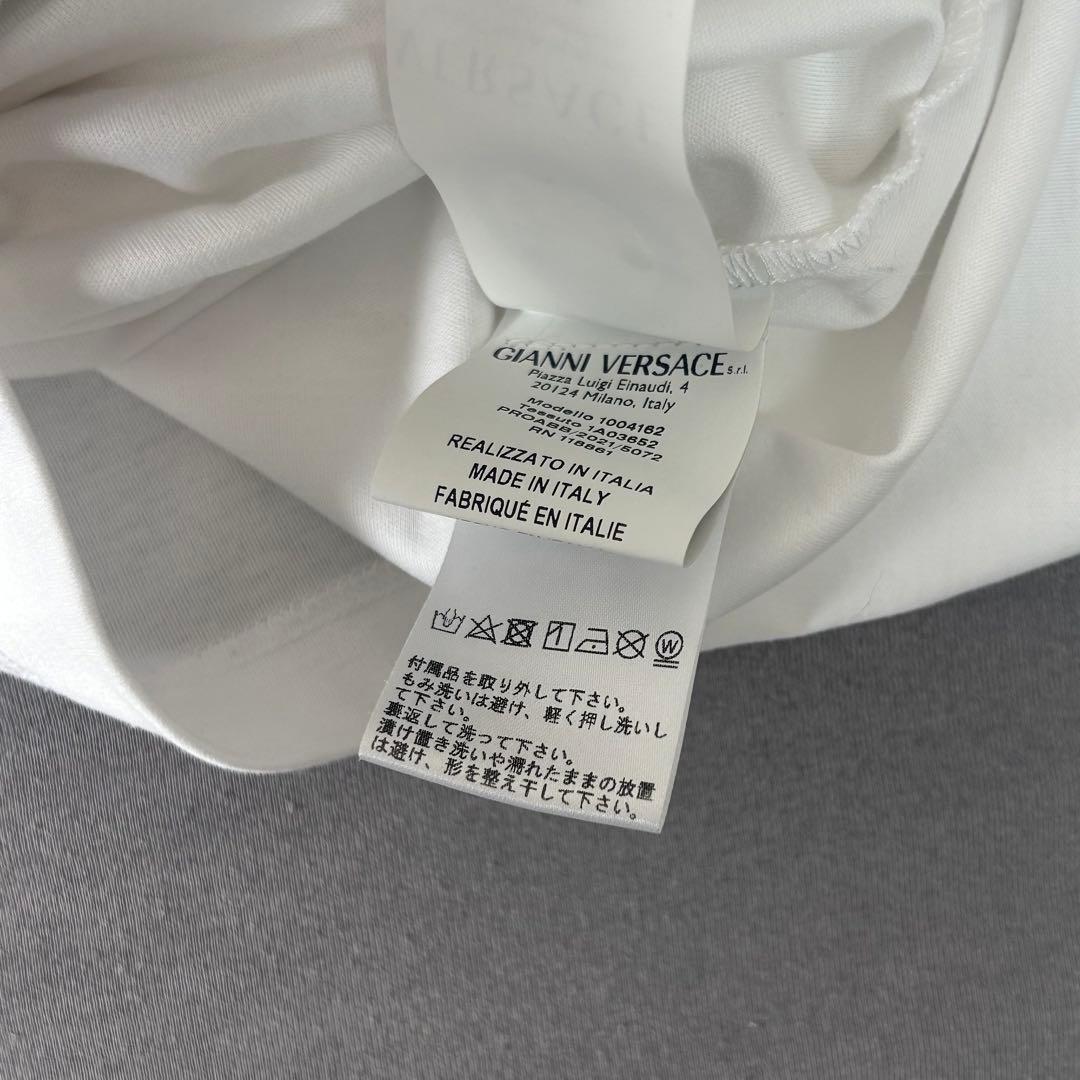 VERSACE
GIANNI VERSACE s.r.l.
Piazza Luigi Einaudi, 4
20124 Milano, Italy
Modello 1004162
Tessuto 1A03652
PROABB/2021/5072
RN 118861
REALIZZATO IN ITALIA
MADE IN ITALY
FABRIQUÉ EN ITALIE
W
付属品を取り外して下さい。
もみ洗いは避け、軽く押し洗いし
て下さい。
裏返して洗って下さい。
漬け置き洗いや濡れたままの放置
は避け、形を整え干して下さい。